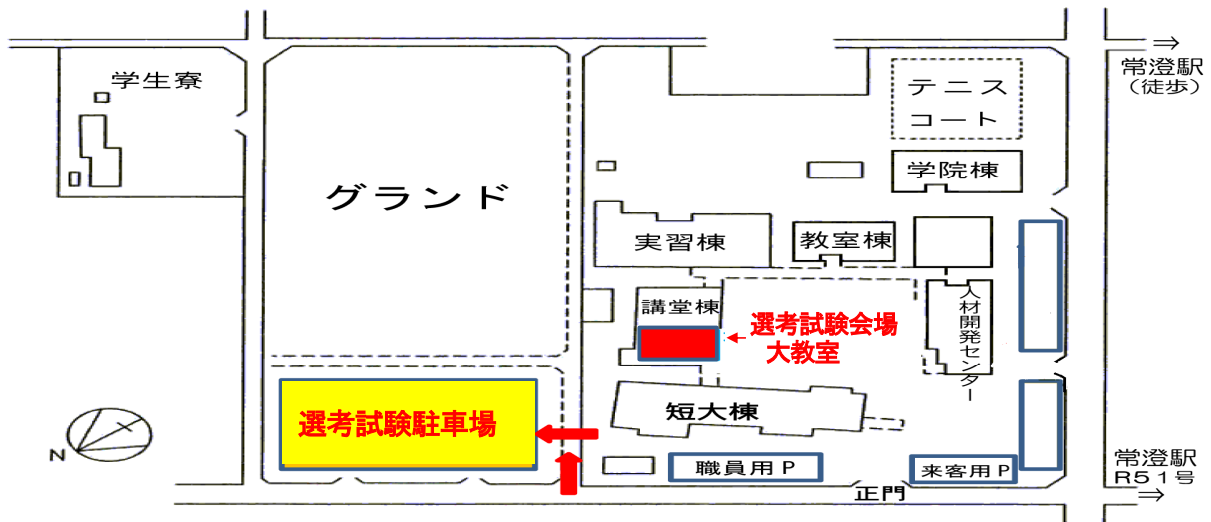 学生寮
グランド
テニス
コート
⇒
常澄駅
（徒歩）
学院棟
実習棟
教室棟
講堂棟
選考試験会場
大教室
人材開発センター
選考試験駐車場
短大棟
N
職員用Ｐ
来客用Ｐ
正門
常澄駅
R５１号
⇒